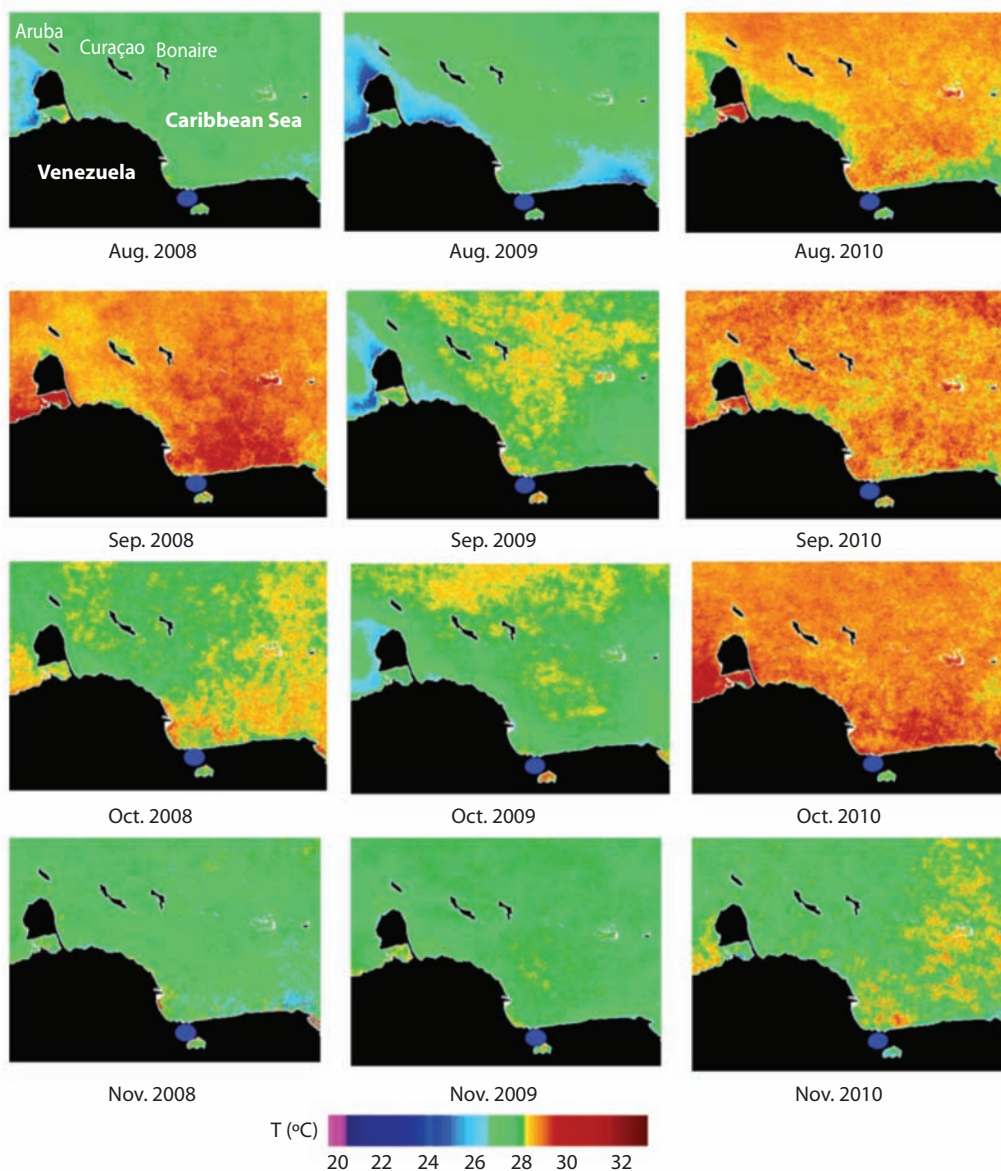 Aruba
Curaçao Bonaire
Caribbean Sea
Venezuela
Aug. 2008 Aug. 2009 Aug. 2010
Sep. 2008 Sep. 2009 Sep. 2010
Oct. 2008 Oct. 2009 Oct. 2010
Nov. 2008 Nov. 2009 Nov. 2010
T (ºC)
20 22 24 26 28 30 32